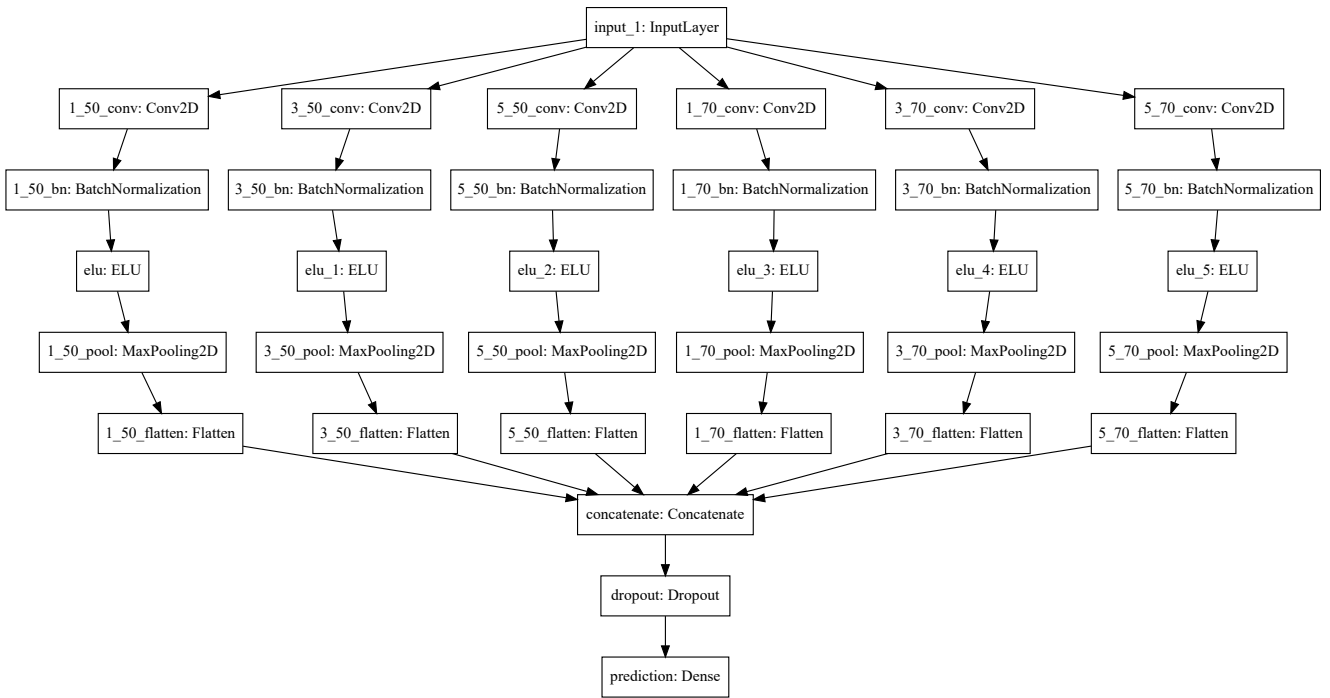 input_1: InputLayer
1_50_conv: Conv2D
3_50_conv: Conv2D
5_50_conv: Conv2D
1_70_conv: Conv2D
3_70_conv: Conv2D
5_70_conv: Conv2D
1_50_bn: BatchNormalization
3_50_bn: BatchNormalization
5_50_bn: BatchNormalization
1_70_bn: BatchNormalization
3_70_bn: BatchNormalization
5_70_bn: BatchNormalization
elu: ELU
elu_1: ELU
elu_2: ELU
elu_3: ELU
elu_4: ELU
elu_5: ELU
1_50_pool: MaxPooling2D
3_50_pool: MaxPooling2D
5_50_pool: MaxPooling2D
1_70_pool: MaxPooling2D
3_70_pool: MaxPooling2D
5_70_pool: MaxPooling2D
1_50_flatten: Flatten
3_50_flatten: Flatten
5_50_flatten: Flatten
1_70_flatten: Flatten
3_70_flatten: Flatten
5_70_flatten: Flatten
concatenate: Concatenate
dropout: Dropout
prediction: Dense